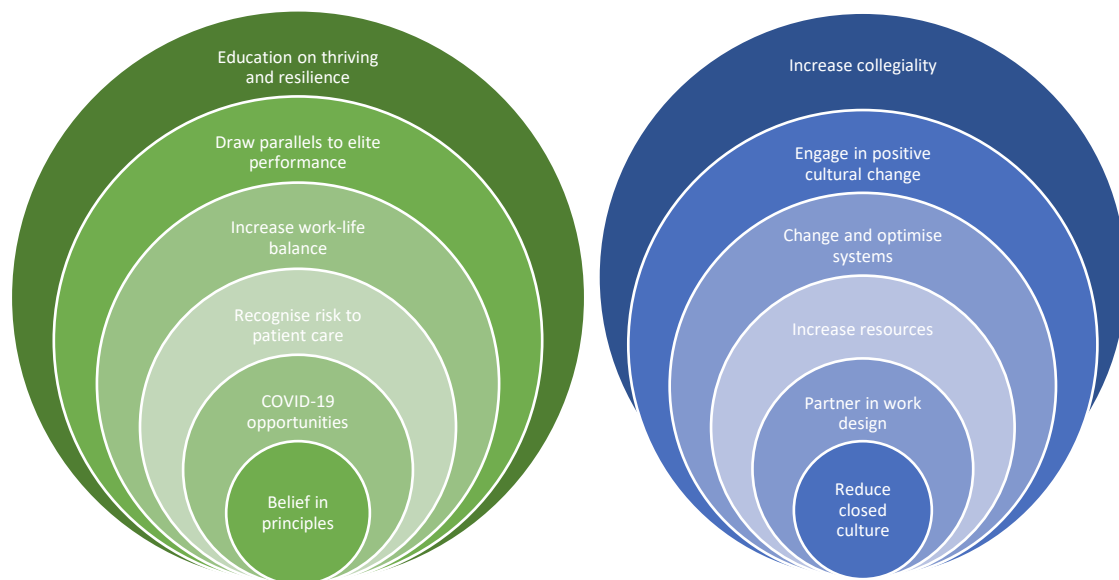 Education on thriving
and resilience
Draw parallels to elite
performance
Increase work-life
balance
Recognise risk to
patient care
COVID-19
opportunities
Belief in
principles
Increase collegiality
Engage in positive
cultural change
Change and optimise
systems
Increase resources
Partner in work
design
Reduce
closed
culture